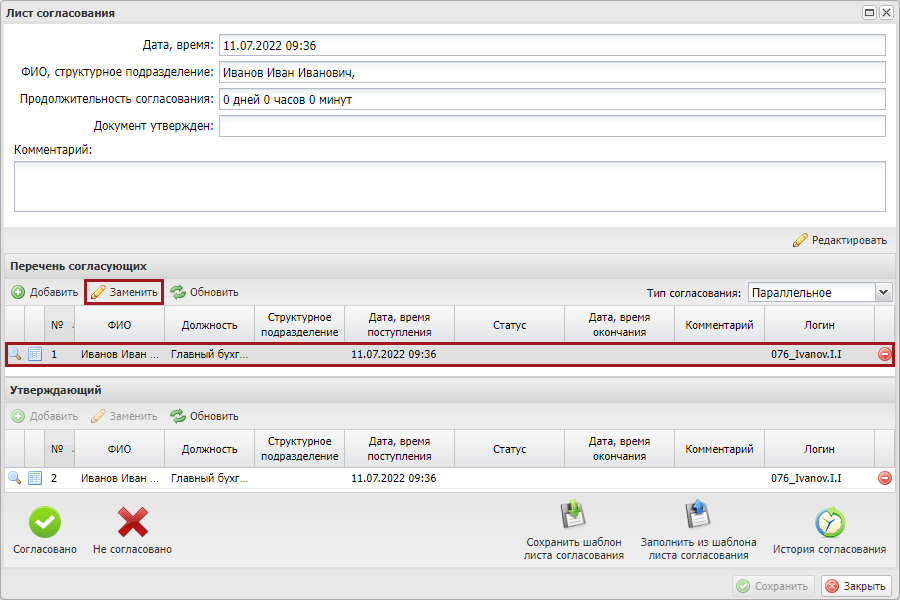 Лист согласования
Дата, время: 11.07.2022 09:36
ФИО, структурное подразделение: Иванов Иван Иванович,
Продолжительность согласования: 0 дней 0 часов 0 минут
Документ утвержден:
Комментарий:
Редактировать
Перечень согласующих
Добавить Заменить Обновить Тип согласования: Параллельное
№ ФИО Должность Структурное подразделение Дата, время поступления Статус Дата, время окончания Комментарий Логин
1 Иванов Иван ... Главный бухг... 11.07.2022 09:36 076_Ivanov.I.I
Утверждающий
Добавить Заменить Обновить
№ ФИО Должность Структурное подразделение Дата, время поступления Статус Дата, время окончания Комментарий Логин
2 Иванов Иван ... Главный бухг... 11.07.2022 09:36 076_Ivanov.I.I
Согласовано
Не согласовано
Сохранить шаблон
листа согласования
Заполнить из шаблона
листа согласования
История согласования
Сохранить Закрыть